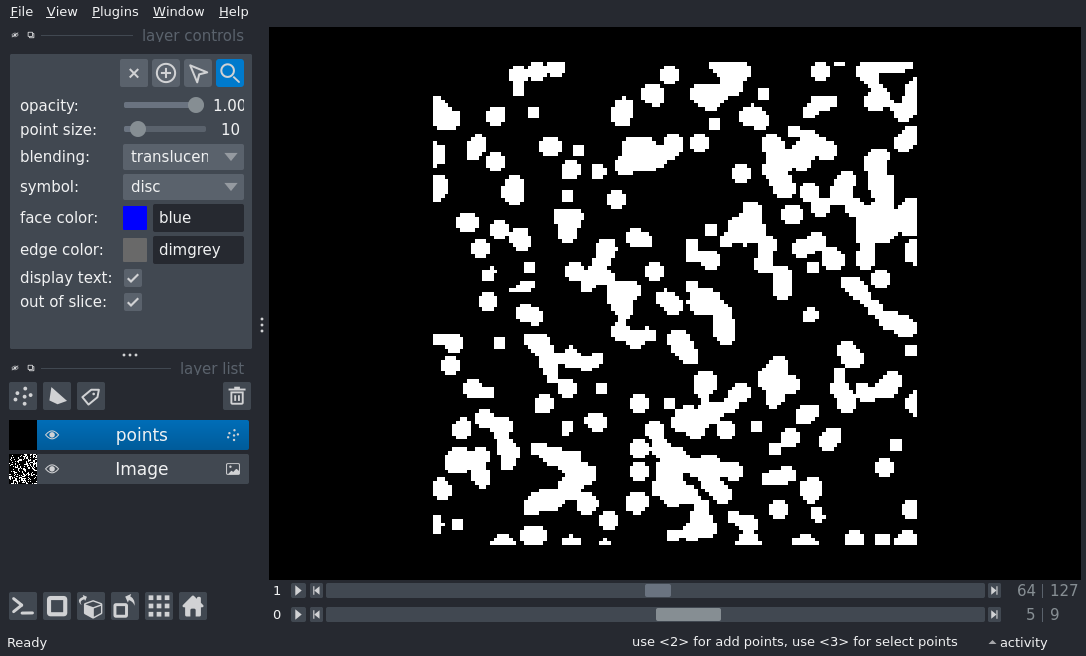 File View Plugins Window Help
layer controls
opacity: 1.00
point size: 10
blending: translucen
symbol: disc
face color: blue
edge color: dimgrey
display text:
out of slice:
layer list
points
Image
1 64 | 127
0 5 | 9
Ready use <2> for add points, use <3> for select points activity